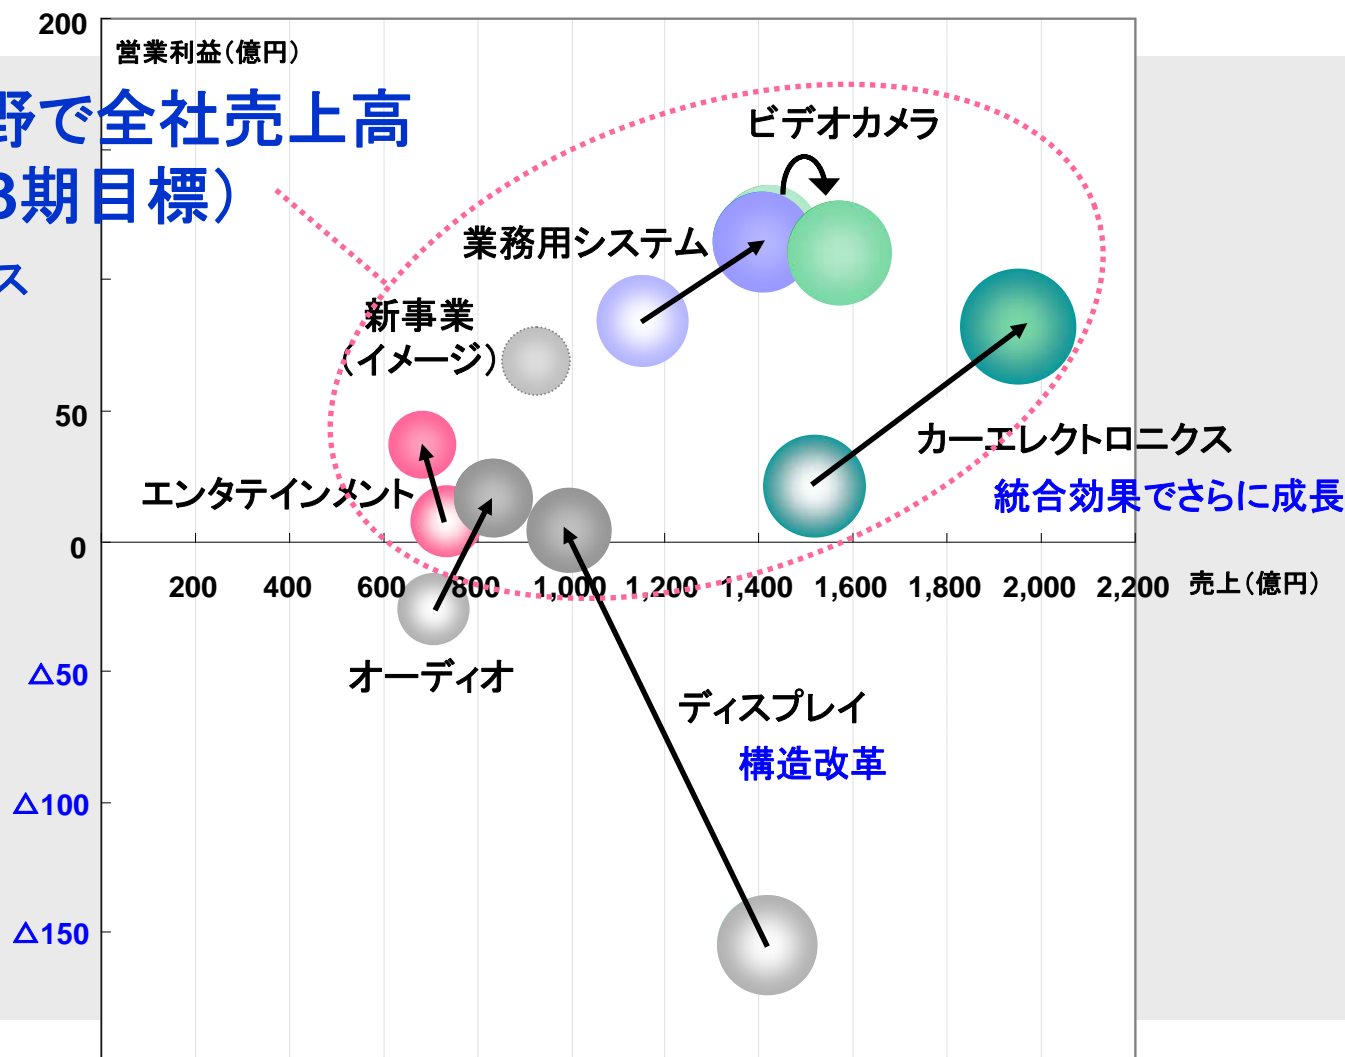 200
営業利益（億円）
野で全社売上高
3期目標）
ス
ビデオカメラ
業務用システム
新事業
（イメージ）
50
カーエレクトロニクス
エンタテインメント
統合効果でさらに成長
0
200 400 600 800 1,000 1,200 1,400 1,600 1,800 2,000 2,200 売上（億円）
△50
オーディオ
ディスプレイ
構造改革
△100
△150